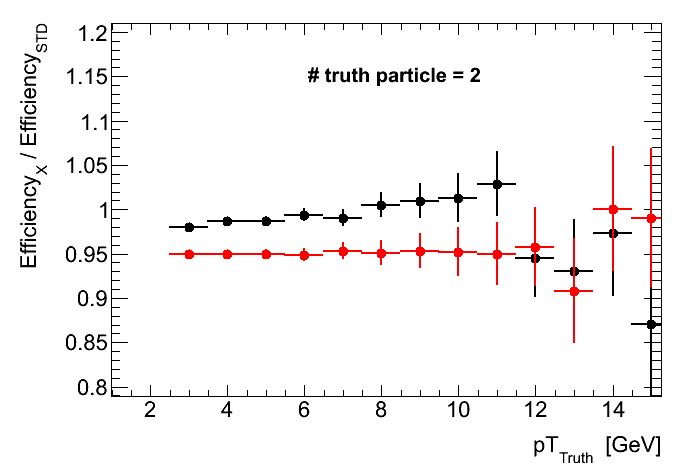 1.2
1.15
1.1
1.05
1
0.95
0.9
0.85
0.8
Efficiency_X / Efficiency_STD
# truth particle = 2
2 4 6 8 10 12 14
pT_Truth [GeV]